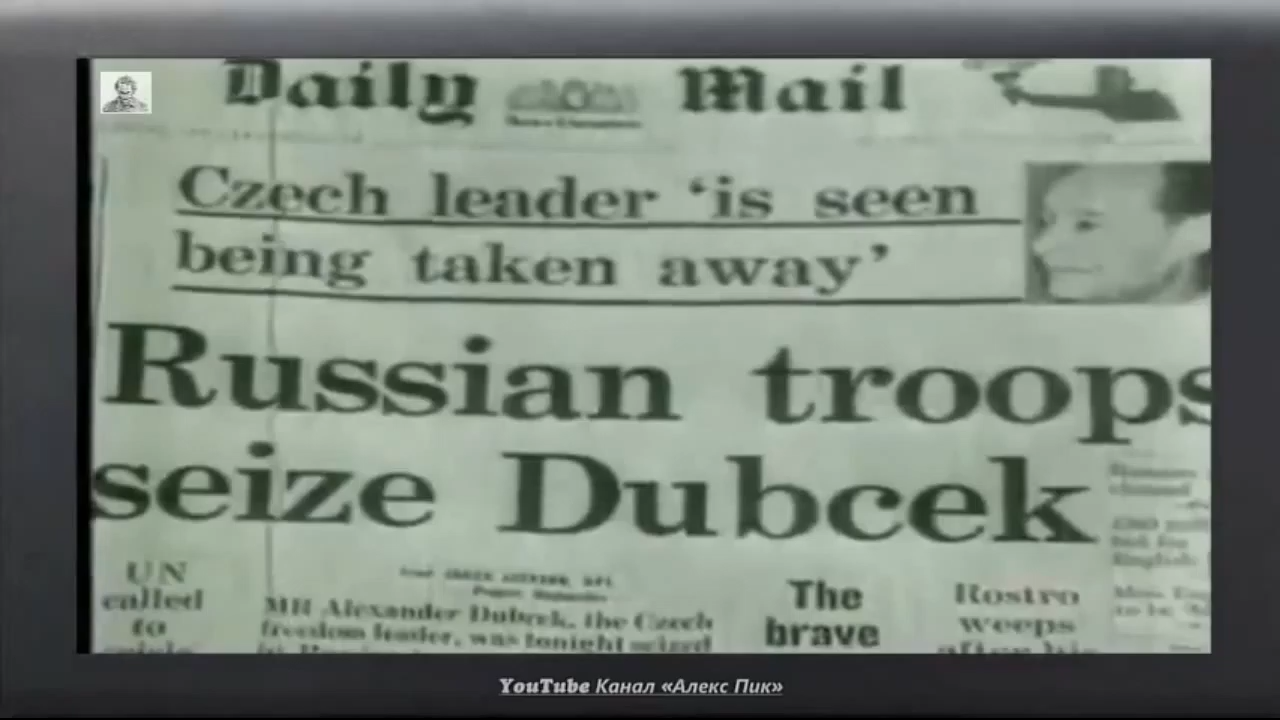 Daily Mail
Czech leader ‘is seen
being taken away’
Russian troops
seize Dubcek
UN
called
to
The
brave
Rostro
weeps
MR Alexander Dubcek, the Czech
freedom leader, was tonight seized
YouTube Канал «Алекс Пик»